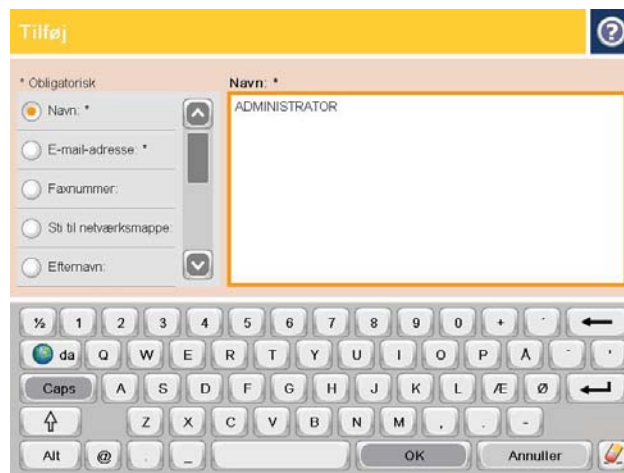 Tilføj
?
* Obligatorisk
Navn: *
Navn: *
ADMINISTRATOR
E-mail-adresse: *
Faxnummer:
Sti til netværksmappe:
Efternavn:
½ 1 2 3 4 5 6 7 8 9 0 + ´
da Q W E R T Y U I O P Å ¨ '
Caps A S D F G H J K L Æ Ø
Z X C V B N M , . -
Alt @ . _ OK Annuller